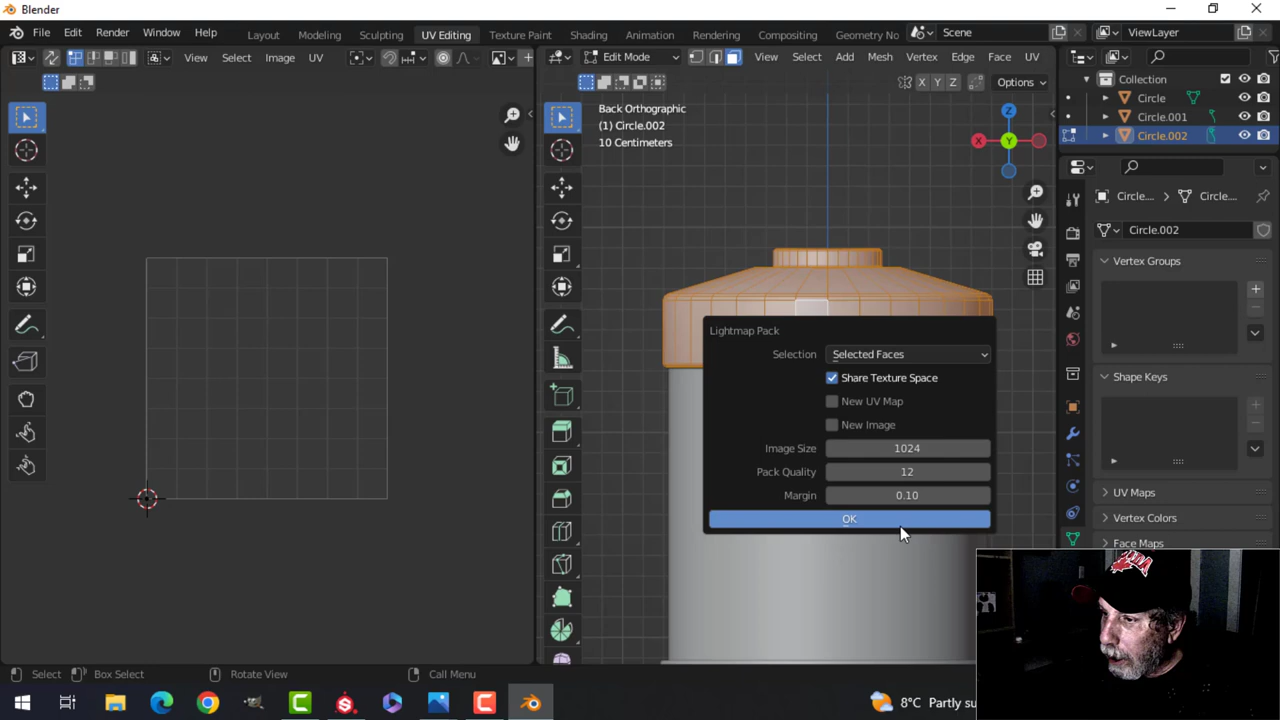 Blender
File Edit Render Window Help Layout Modeling Sculpting UV Editing Texture Paint Shading Animation Rendering Compositing Geometry No Scene ViewLayer
View Select Image UV
Edit Mode View Select Add Mesh Vertex Edge Face UV
X Y Z Options
Collection
Circle
Circle.001
Circle.002
Back Orthographic
(1) Circle.002
10 Centimeters
Z
X
Y
Circle.... Circle....
Circle.002
Vertex Groups
Shape Keys
UV Maps
Vertex Colors
Face Maps
Lightmap Pack
Selection Selected Faces
Share Texture Space
New UV Map
New Image
Image Size 1024
Pack Quality 12
Margin 0.10
OK
Select Box Select Rotate View Call Menu
8°C Partly su